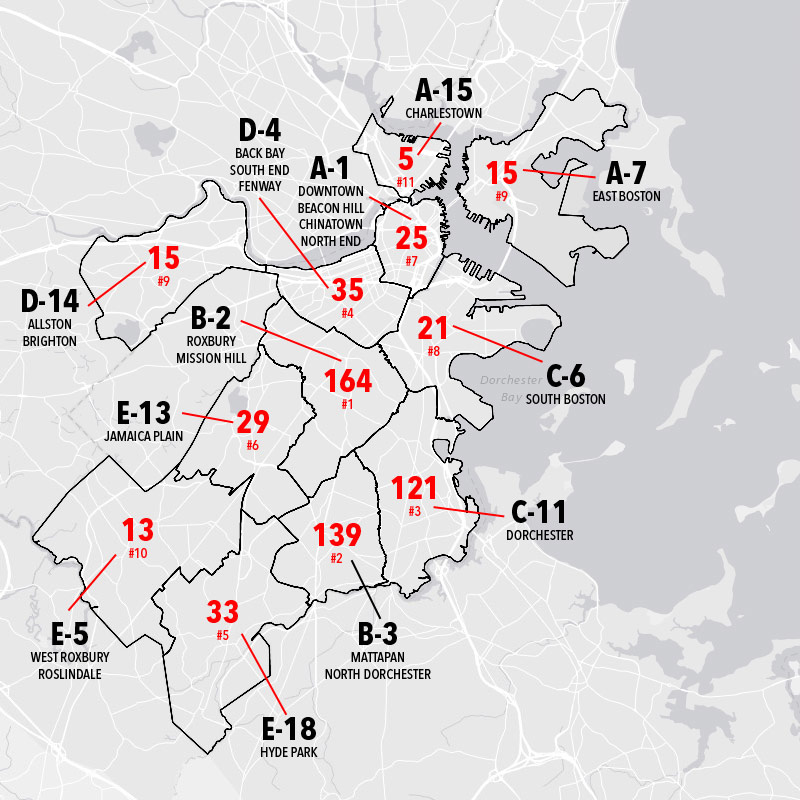 A-15
CHARLESTOWN
5
#11
D-4
BACK BAY
SOUTH END
FENWAY
A-1
DOWNTOWN
BEACON HILL
CHINATOWN
NORTH END
15
#9
A-7
EAST BOSTON
25
#7
15
#9
D-14
ALLSTON
BRIGHTON
35
#4
B-2
ROXBURY
MISSION HILL
21
#8
C-6
SOUTH BOSTON
Dorchester
Bay
164
#1
E-13
JAMAICA PLAIN
29
#6
121
#3
C-11
DORCHESTER
13
#10
139
#2
E-5
WEST ROXBURY
ROSLINDALE
33
#5
B-3
MATTAPAN
NORTH DORCHESTER
E-18
HYDE PARK